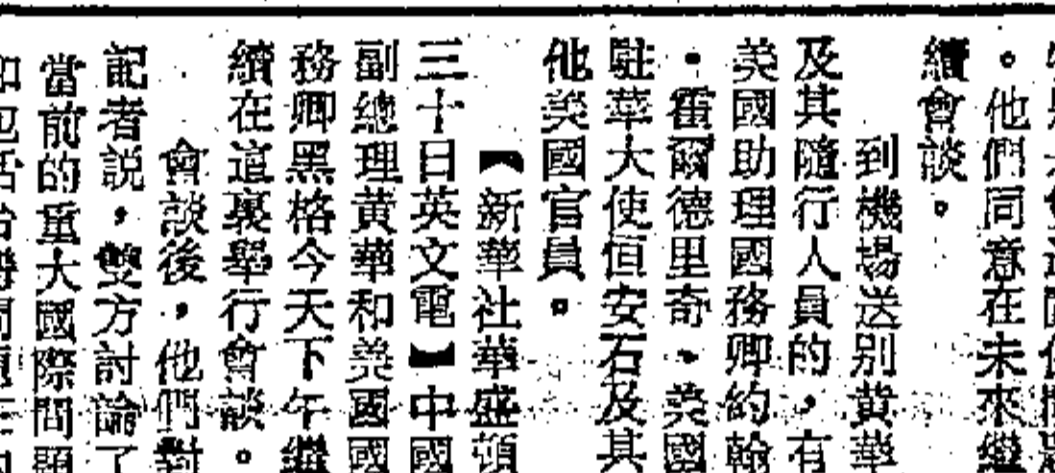 。他們同意在未來繼
續會談。
到機場送别黃華
及其隨行人員的,有
美國助理國務卿約翰
・霍爾德里奇・美國
駐華大使恒安石及其
他美國官員。
【新華社華盛頓
三十日英文電】中國
副總理黃華和美國國
務卿黑格今天下午繼
續在這裏舉行會談。
會談後,他們對
記者説,雙方討論了
當前的重大國際問題